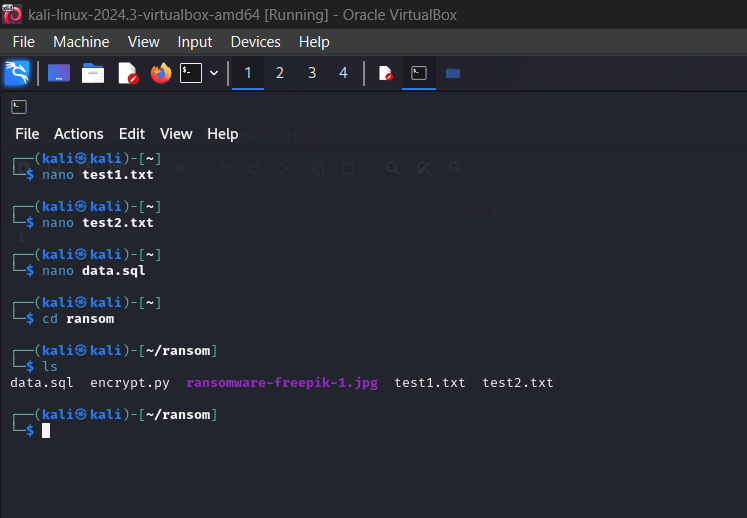 kali-linux-2024.3-virtualbox-amd64 [Running] - Oracle VirtualBox
File Machine View Input Devices Help
1 2 3 4
File Actions Edit View Help
┌──(kali㉿kali)-[~]
└─$ nano test1.txt
┌──(kali㉿kali)-[~]
└─$ nano test2.txt
┌──(kali㉿kali)-[~]
└─$ nano data.sql
┌──(kali㉿kali)-[~]
└─$ cd ransom
┌──(kali㉿kali)-[~/ransom]
└─$ ls
data.sql encrypt.py ransomware-freepik-1.jpg test1.txt test2.txt
┌──(kali㉿kali)-[~/ransom]
└─$